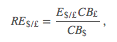 RE$/£ = E$/£CB£ / CB$ ,